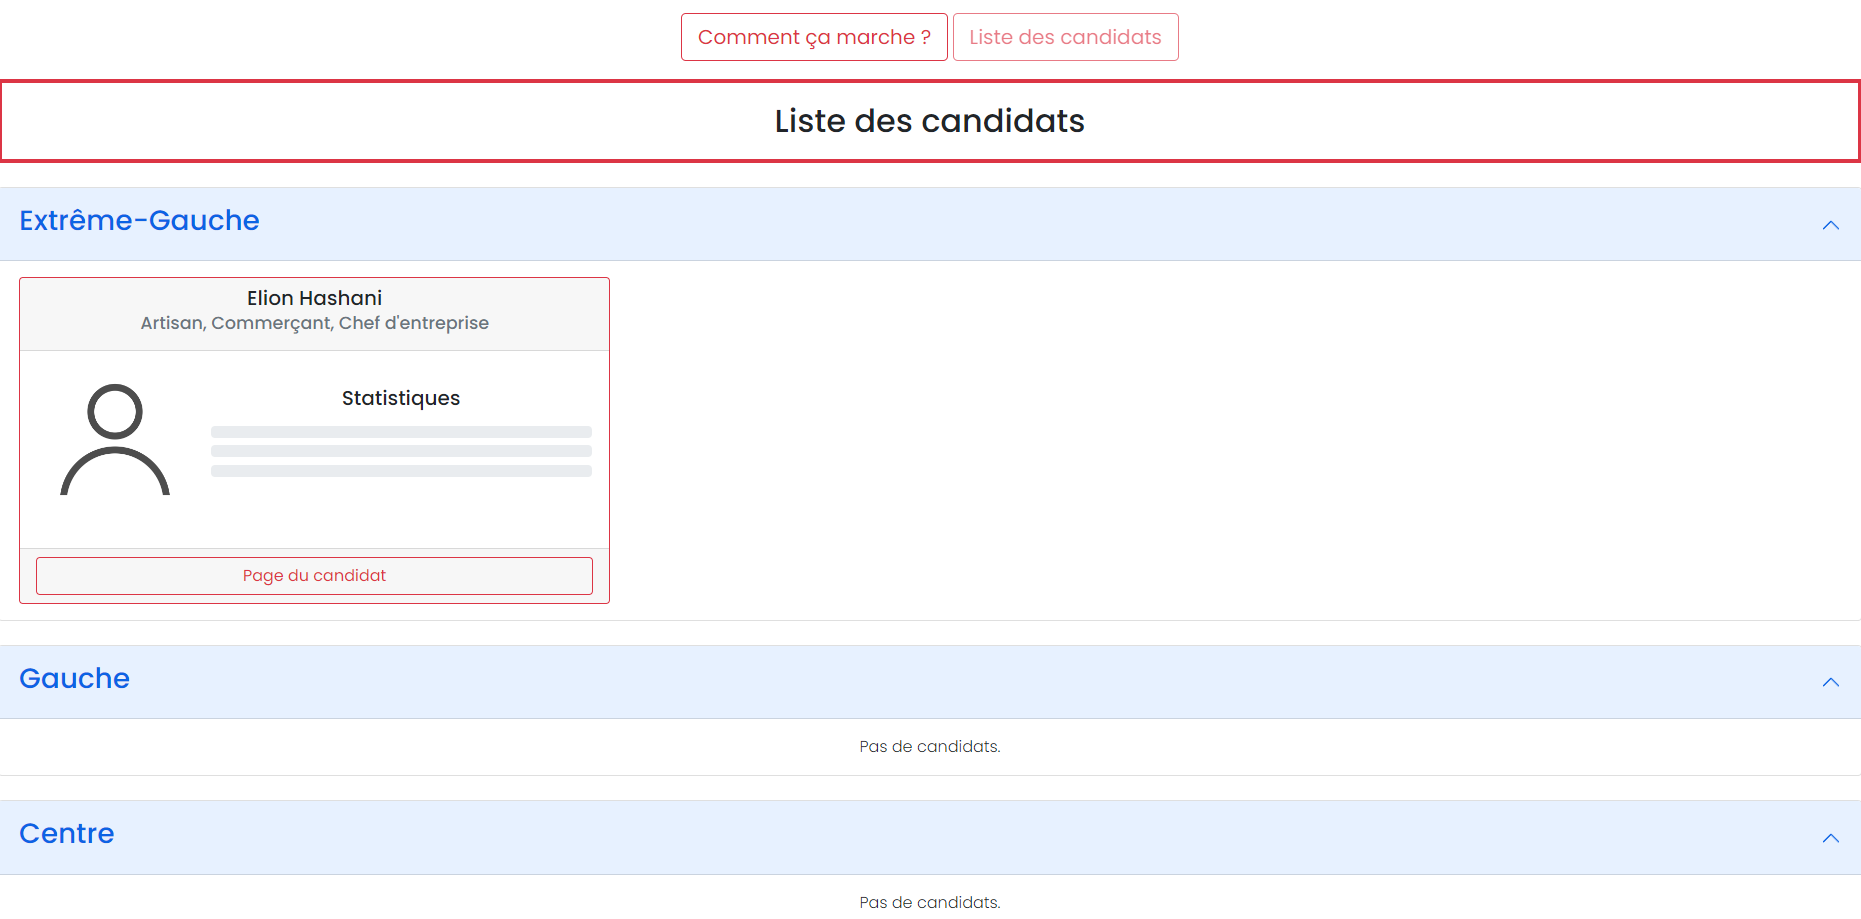 Comment ça marche ? Liste des candidats
Liste des candidats
Extrême-Gauche
Elion Hashani
Artisan, Commerçant, Chef d'entreprise
Statistiques
Page du candidat
Gauche
Pas de candidats.
Centre
Pas de candidats.